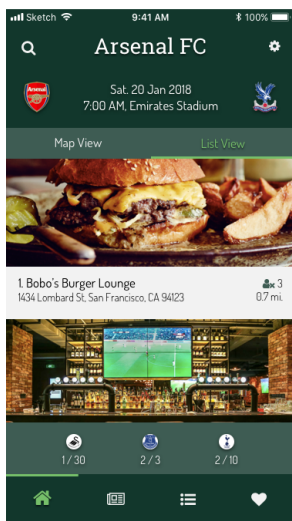 Sketch 9:41 AM 100%
Arsenal FC
Arsenal
Sat. 20 Jan 2018
7:00 AM, Emirates Stadium
Map View List View
1. Bobo's Burger Lounge 3
1434 Lombard St, San Francisco, CA 94123 0.7 mi.
1 / 30 2 / 3 2 / 10